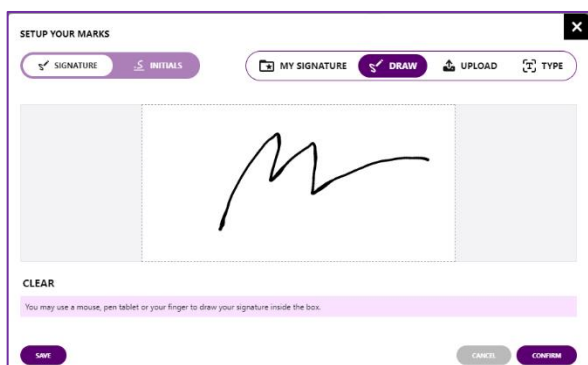 SETUP YOUR MARKS
SIGNATURE INITIALS MY SIGNATURE DRAW UPLOAD TYPE
CLEAR
You may use a mouse, pen tablet or your finger to draw your signature inside the box.
SAVE CANCEL CONFIRM